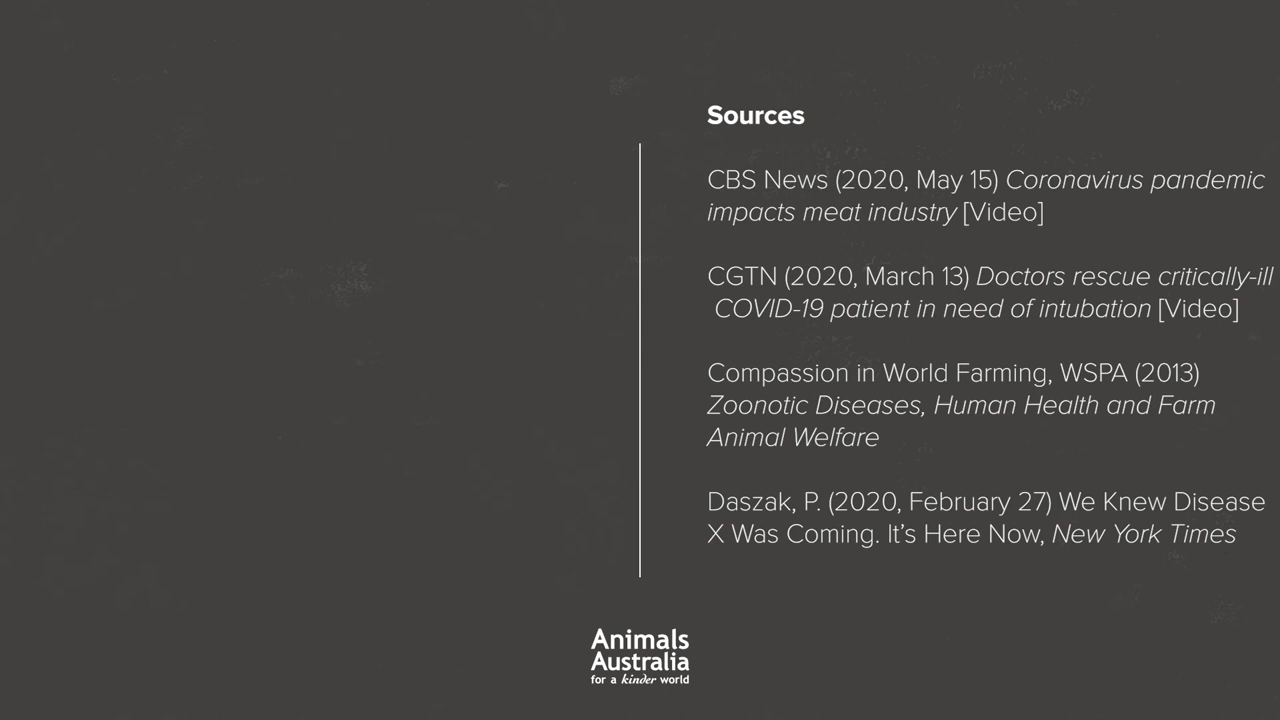 Sources
CBS News (2020, May 15) Coronavirus pandemic
impacts meat industry [Video]
CGTN (2020, March 13) Doctors rescue critically-ill
COVID-19 patient in need of intubation [Video]
Compassion in World Farming, WSPA (2013)
Zoonotic Diseases, Human Health and Farm
Animal Welfare
Daszak, P. (2020, February 27) We Knew Disease
X Was Coming. It’s Here Now, New York Times
Animals
Australia
for a kinder world